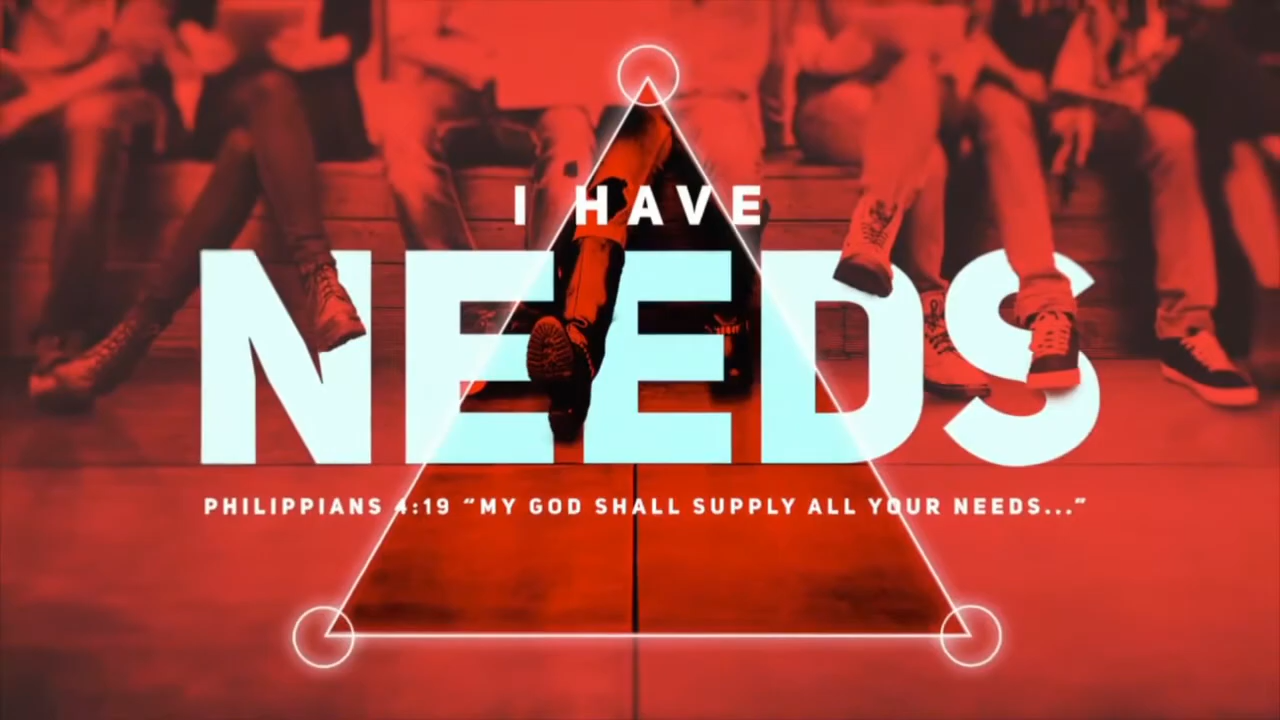 I HAVE
NEEDS
PHILIPPIANS 4:19 “MY GOD SHALL SUPPLY ALL YOUR NEEDS...”